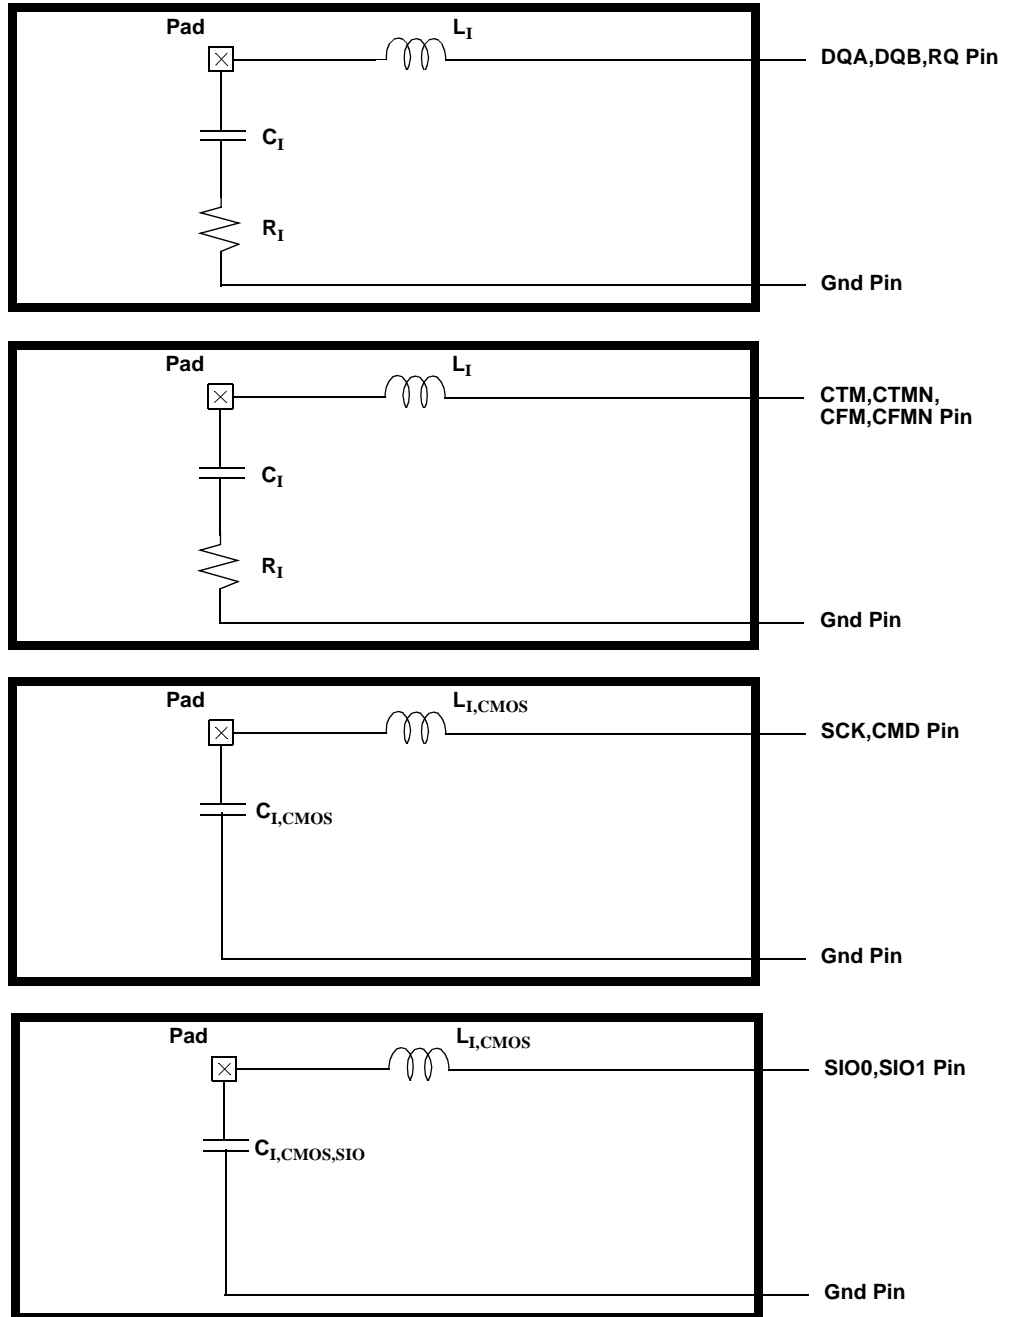 Pad
L_I
DQA,DQB,RQ Pin
C_I
R_I
Gnd Pin
Pad
L_I
CTM,CTMN,
CFM,CFMN Pin
C_I
R_I
Gnd Pin
Pad
L_I,CMOS
SCK,CMD Pin
C_I,CMOS
Gnd Pin
Pad
L_I,CMOS
SIO0,SIO1 Pin
C_I,CMOS,SIO
Gnd Pin